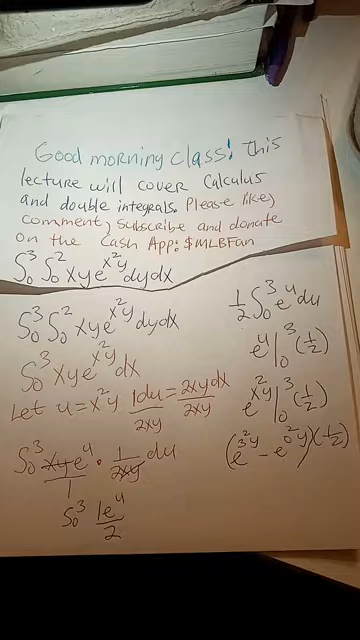 Good morning class! This
lecture will cover Calculus
and double integrals. Please like,
comment, subscribe and donate
on the Cash App: $MLBFan
∫₀³ ∫₀² xye^(x²y) dydx
∫₀³ ∫₀² xye^(x²y) dydx
∫₀³ xye^(x²y) dx
Let u = x²y 1du/2xy = 2xydx/2xy
∫₀³ xye^u/1 · 1/2xy du
∫₀³ 1e^u/2
1/2 ∫₀³ e^u du
e^u |₀³ (1/2)
e^(x²y) |₀³ (1/2)
(e^(3²y) - e^(0²y))(1/2)